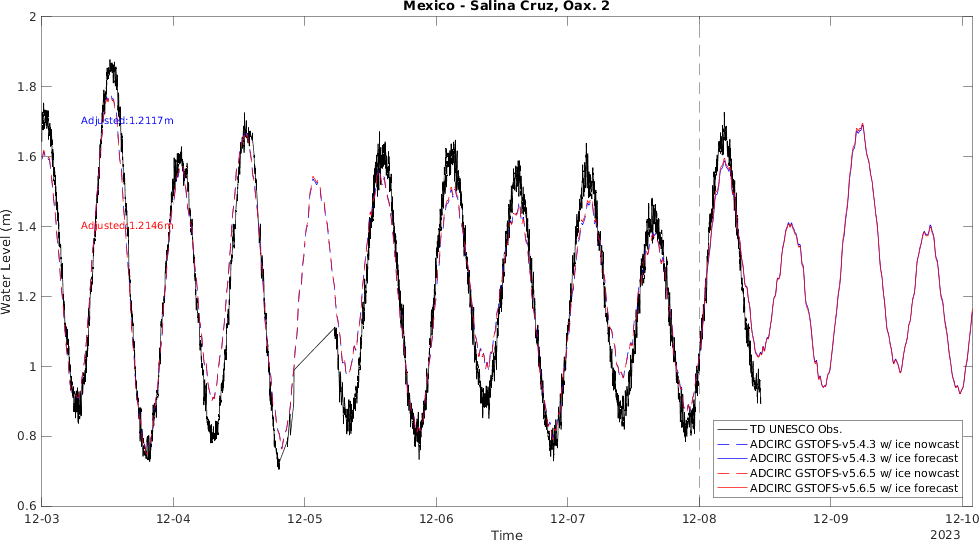 Mexico - Salina Cruz, Oax. 2
Water Level (m)
2
1.8
1.6
1.4
1.2
1
0.8
0.6
Adjusted:1.2117m
Adjusted:1.2146m
TD UNESCO Obs.
ADCIRC GSTOFS-v5.4.3 w/ ice nowcast
ADCIRC GSTOFS-v5.4.3 w/ ice forecast
ADCIRC GSTOFS-v5.6.5 w/ ice nowcast
ADCIRC GSTOFS-v5.6.5 w/ ice forecast
12-03 12-04 12-05 12-06 12-07 12-08 12-09 12-10
Time
2023